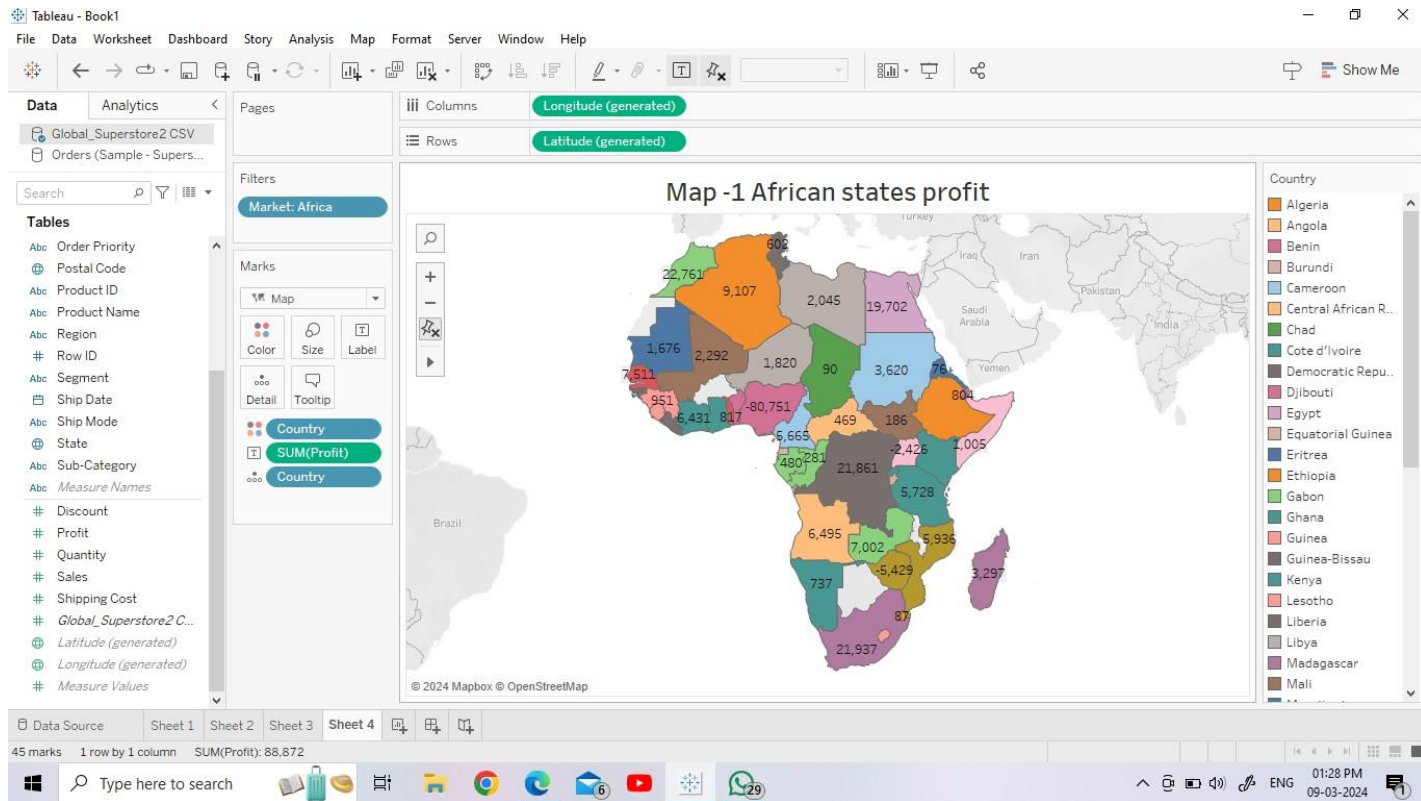 Tableau - Book1
File Data Worksheet Dashboard Story Analysis Map Format Server Window Help
Show Me
Data Analytics
Global_Superstore2 CSV
Orders (Sample - Supers...
Search
Tables
Abc Order Priority
Postal Code
Abc Product ID
Abc Product Name
Abc Region
# Row ID
Abc Segment
Ship Date
Abc Ship Mode
State
Abc Sub-Category
Abc Measure Names
# Discount
# Profit
# Quantity
# Sales
# Shipping Cost
# Global_Superstore2 C...
Latitude (generated)
Longitude (generated)
# Measure Values
Pages
Filters
Market: Africa
Marks
Map
Color Size Label
Detail Tooltip
Country
SUM(Profit)
Country
Columns Longitude (generated)
Rows Latitude (generated)
Map -1 African states profit
Turkey
602
Iraq Iran
22,761
9,107
2,045
19,702
Pakistan
Saudi
Arabia
India
1,676
2,292
1,820
90
3,620
76
Yemen
7,511
951
6,431
817
-80,751
469
186
804
5,665
-2,426
1,005
480
281
21,861
5,728
Brazil
6,495
7,002
5,936
737
-5,429
3,297
87
21,937
© 2024 Mapbox © OpenStreetMap
Country
Algeria
Angola
Benin
Burundi
Cameroon
Central African R..
Chad
Cote d'Ivoire
Democratic Repu..
Djibouti
Egypt
Equatorial Guinea
Eritrea
Ethiopia
Gabon
Ghana
Guinea
Guinea-Bissau
Kenya
Lesotho
Liberia
Libya
Madagascar
Mali
Data Source Sheet 1 Sheet 2 Sheet 3 Sheet 4
45 marks 1 row by 1 column SUM(Profit): 88.872
Type here to search
6
29
ENG
01:28 PM
09-03-2024
1